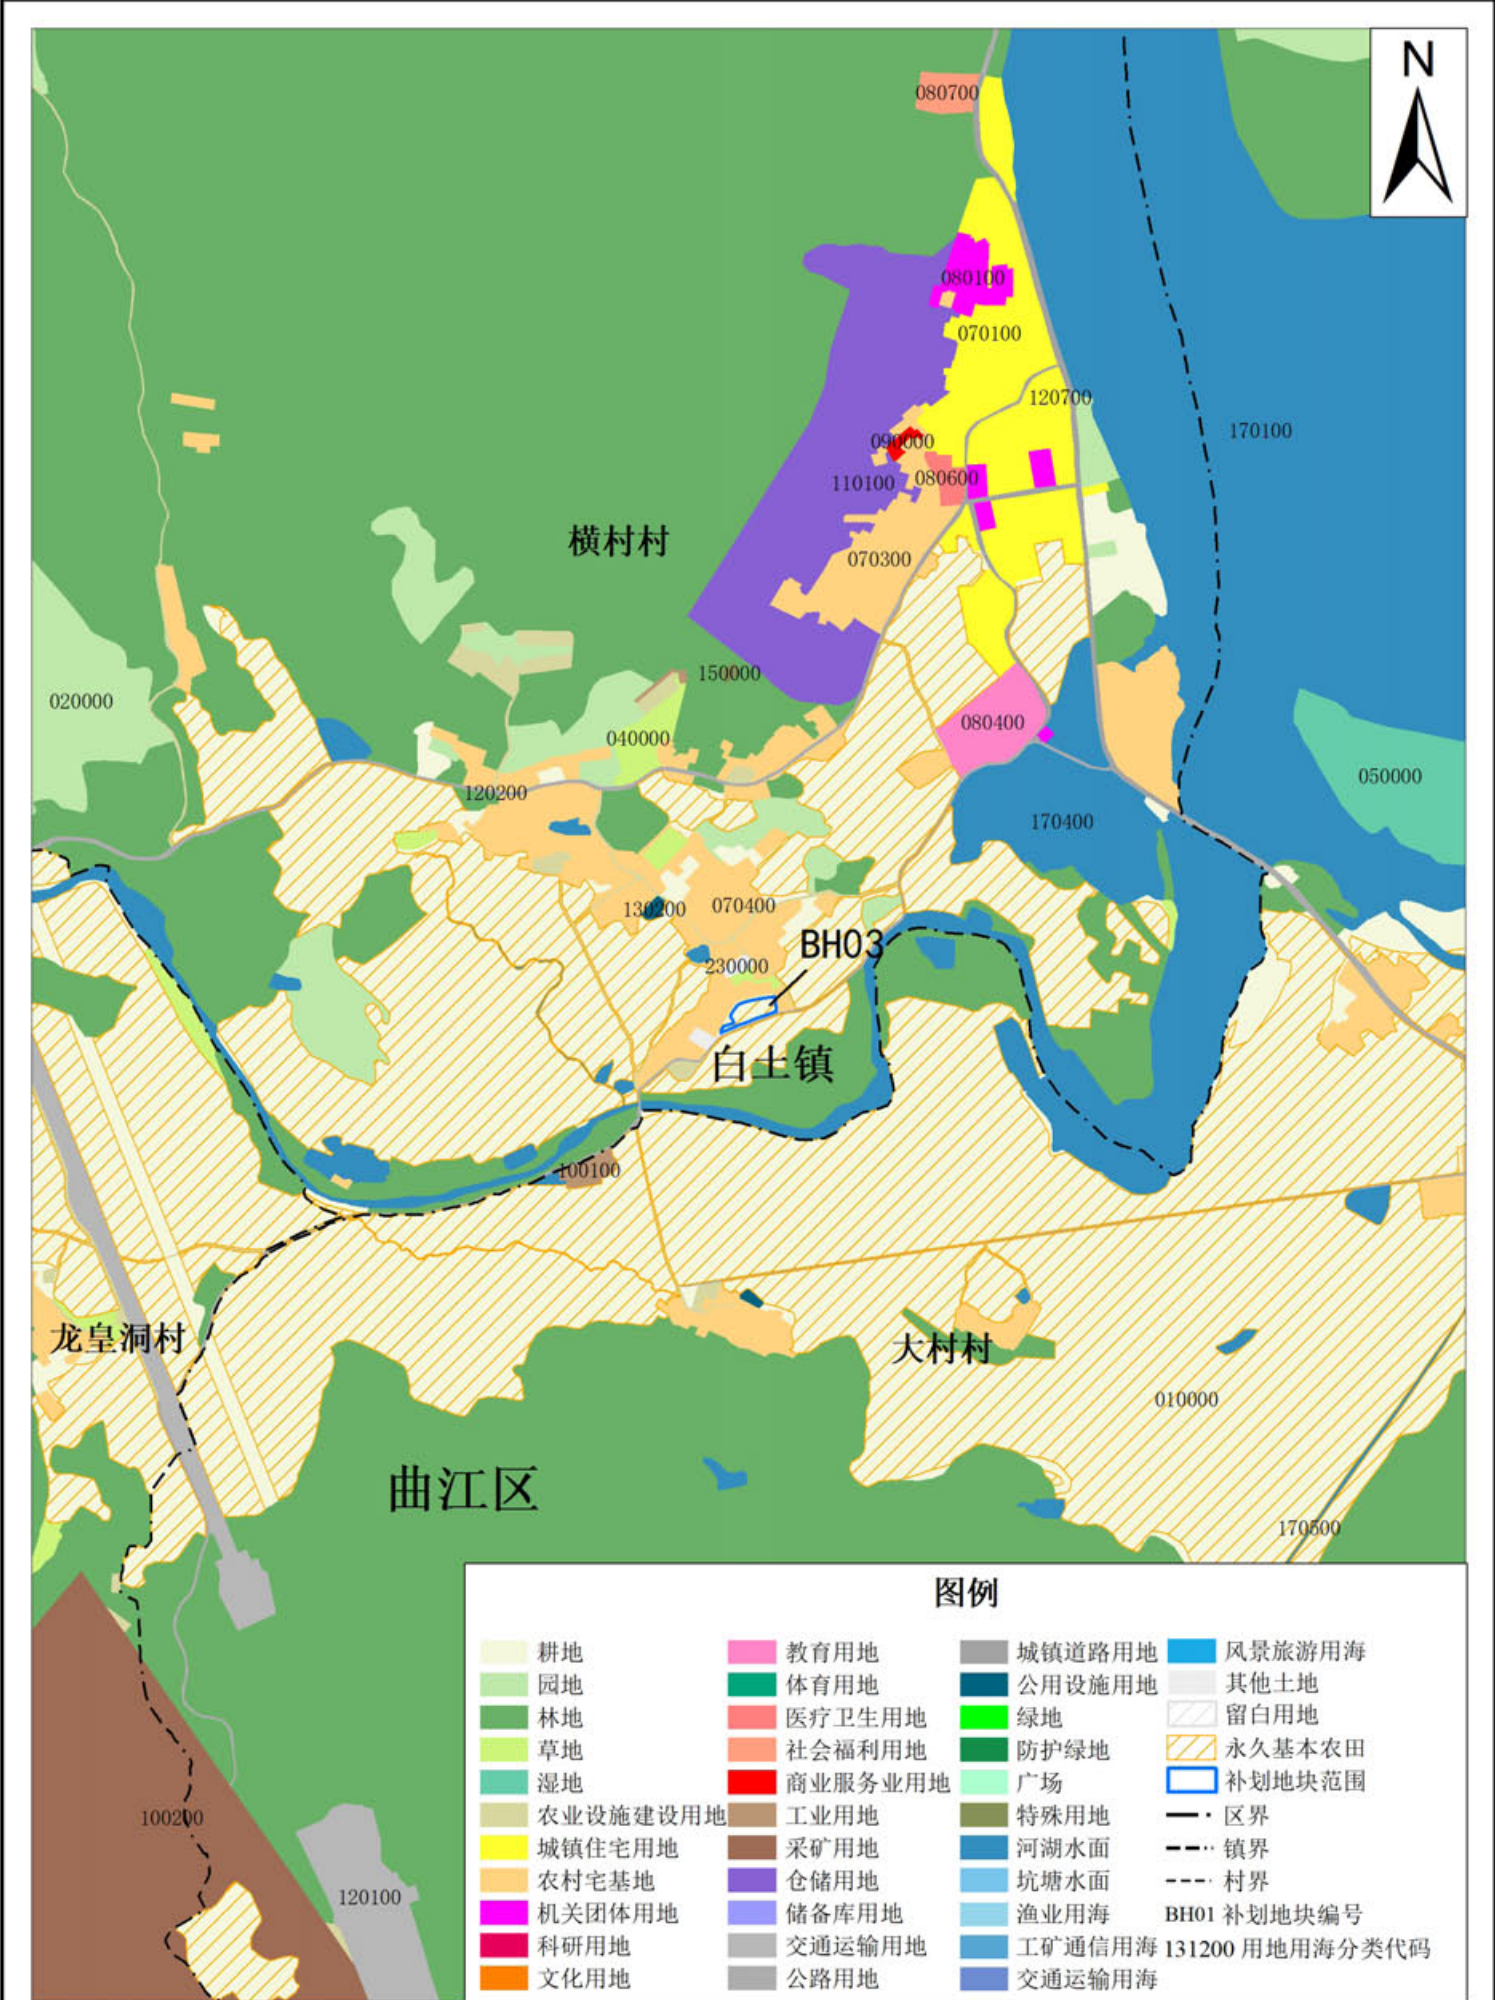 N
080700
080100
070100
120700
170100
090000
110100
080600
横村村
070300
150000
020000
080400
040000
050000
120200
170400
130200
070400
BH03
230000
白土镇
100100
龙皇洞村
大村村
010000
曲江区
170500
100200
120100
图例
耕地
园地
林地
草地
湿地
农业设施建设用地
城镇住宅用地
农村宅基地
机关团体用地
科研用地
文化用地
教育用地
体育用地
医疗卫生用地
社会福利用地
商业服务业用地
工业用地
采矿用地
仓储用地
储备库用地
交通运输用地
公路用地
城镇道路用地
公用设施用地
绿地
防护绿地
广场
特殊用地
河湖水面
坑塘水面
渔业用海
工矿通信用海
交通运输用海
风景旅游用海
其他土地
留白用地
永久基本农田
补划地块范围
区界
镇界
村界
BH01 补划地块编号
131200 用地用海分类代码